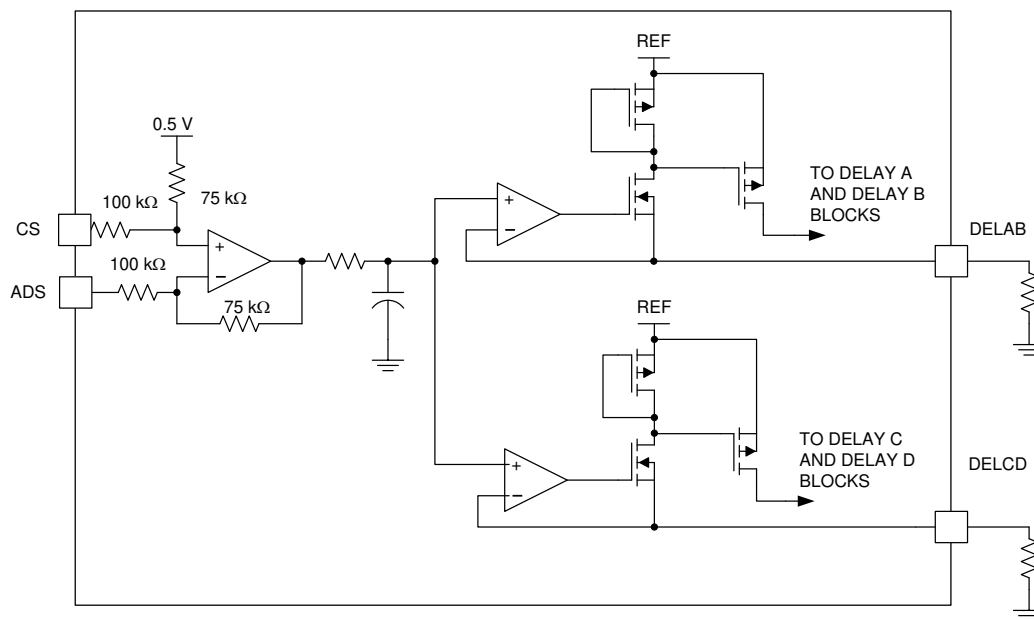 REF
0.5 V
100 kΩ
75 kΩ
CS
+
−
100 kΩ
ADS
75 kΩ
+
−
TO DELAY A
AND DELAY B
BLOCKS
DELAB
REF
+
−
TO DELAY C
AND DELAY D
BLOCKS
DELCD